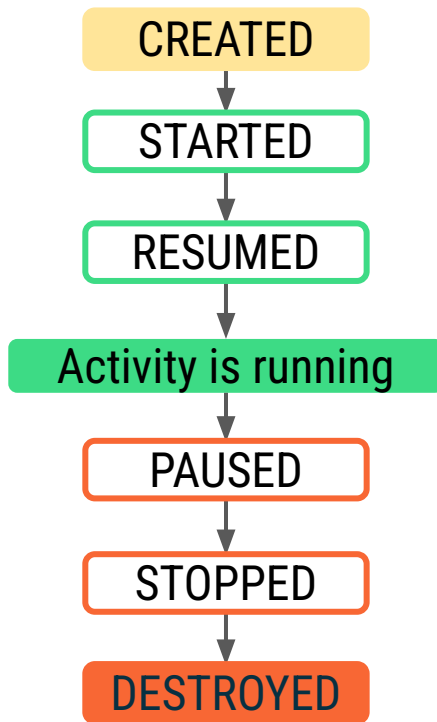 CREATED
STARTED
RESUMED
Activity is running
PAUSED
STOPPED
DESTROYED